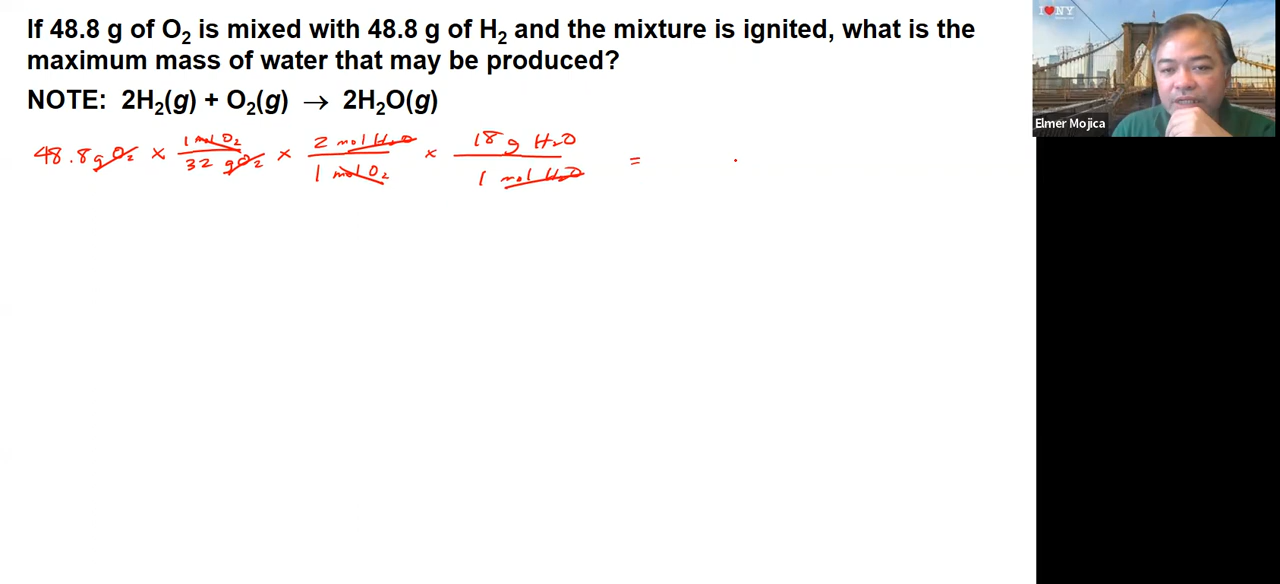 If 48.8 g of O₂ is mixed with 48.8 g of H₂ and the mixture is ignited, what is the
maximum mass of water that may be produced?
NOTE: 2H₂(g) + O₂(g) → 2H₂O(g)
48.8 g O₂ × 1 mol O₂ / 32 g O₂ × 2 mol H₂O / 1 mol O₂ × 18 g H₂O / 1 mol H₂O =
I ♥ NY
Elmer Mojica